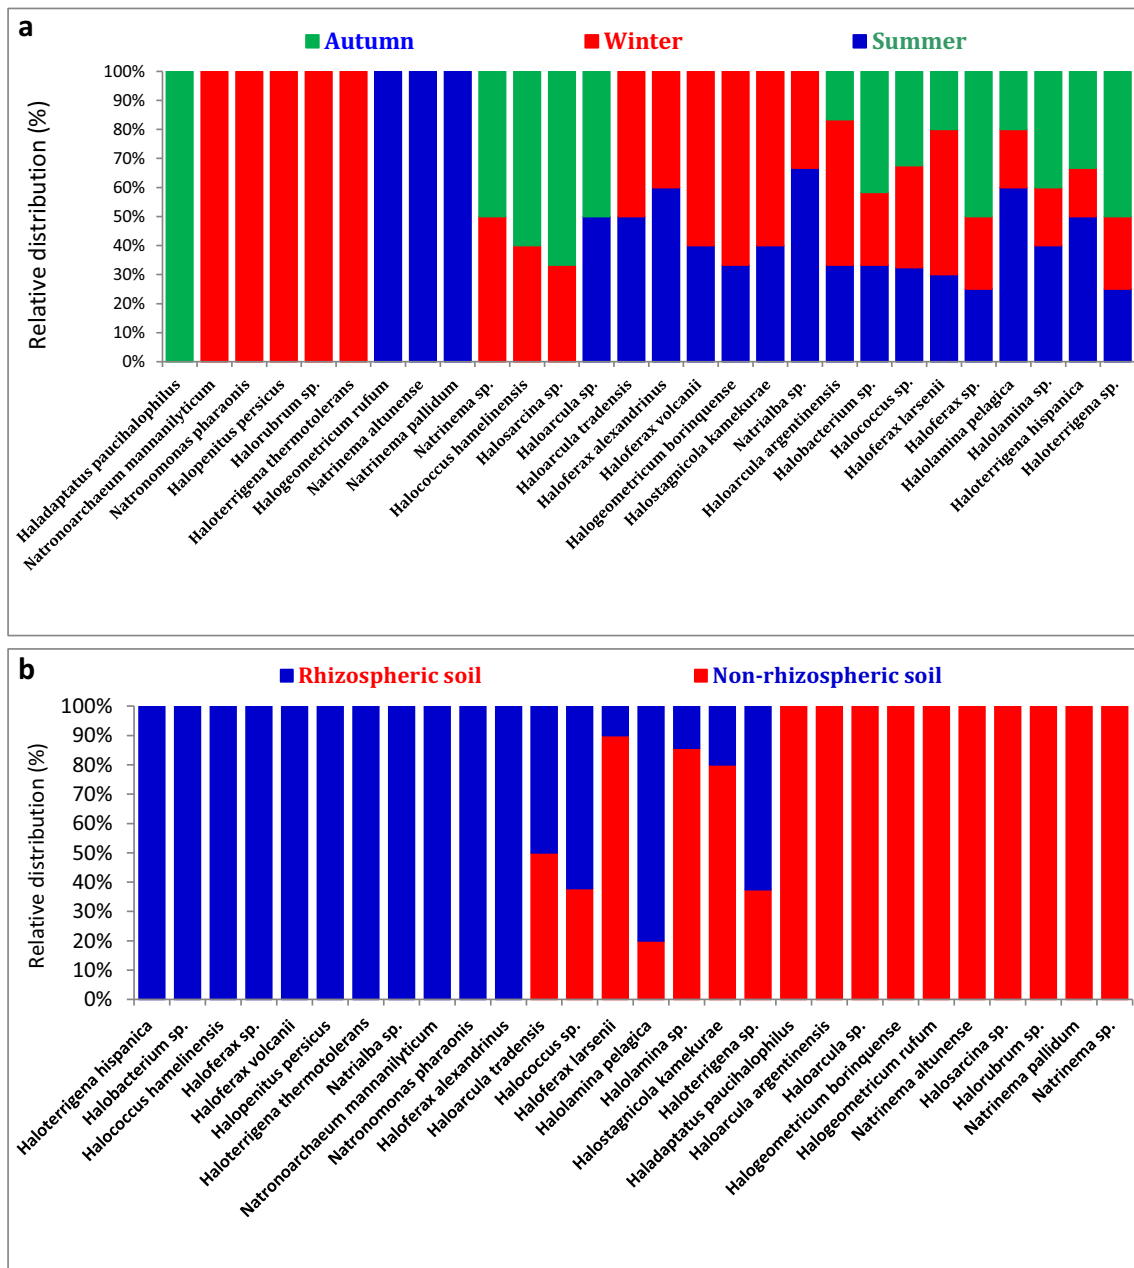 a
Autumn Winter Summer
Relative distribution (%)
100%
90%
80%
70%
60%
50%
40%
30%
20%
10%
0%
Haladaptatus paucihalophilus
Natronoarchaeum mannanilyticum
Natronomonas pharaonis
Halopenitus persicus
Halorubrum sp.
Haloterrigena thermotolerans
Halogeometricum rufum
Natrinema altunense
Natrinema pallidum
Natrinema sp.
Halococcus hamelinensis
Halosarcina sp.
Haloarcula sp.
Haloarcula tradensis
Haloferax alexandrinus
Haloferax volcanii
Halogeometricum borinquense
Halostagnicola kamekurae
Natrialba sp.
Haloarcula argentinensis
Halobacterium sp.
Halococcus sp.
Haloferax larsenii
Haloferax sp.
Halolamina pelagica
Halolamina sp.
Haloterrigena hispanica
Haloterrigena sp.
b
Rhizospheric soil Non-rhizospheric soil
Relative distribution (%)
100%
90%
80%
70%
60%
50%
40%
30%
20%
10%
0%
Haloterrigena hispanica
Halobacterium sp.
Halococcus hamelinensis
Haloferax sp.
Haloferax volcanii
Halopenitus persicus
Haloterrigena thermotolerans
Natrialba sp.
Natronoarchaeum mannanilyticum
Natronomonas pharaonis
Haloferax alexandrinus
Haloarcula tradensis
Halococcus sp.
Haloferax larsenii
Halolamina pelagica
Halolamina sp.
Halostagnicola kamekurae
Haloterrigena sp.
Haladaptatus paucihalophilus
Haloarcula argentinensis
Haloarcula sp.
Halogeometricum borinquense
Halogeometricum rufum
Natrinema altunense
Halosarcina sp.
Halorubrum sp.
Natrinema pallidum
Natrinema sp.